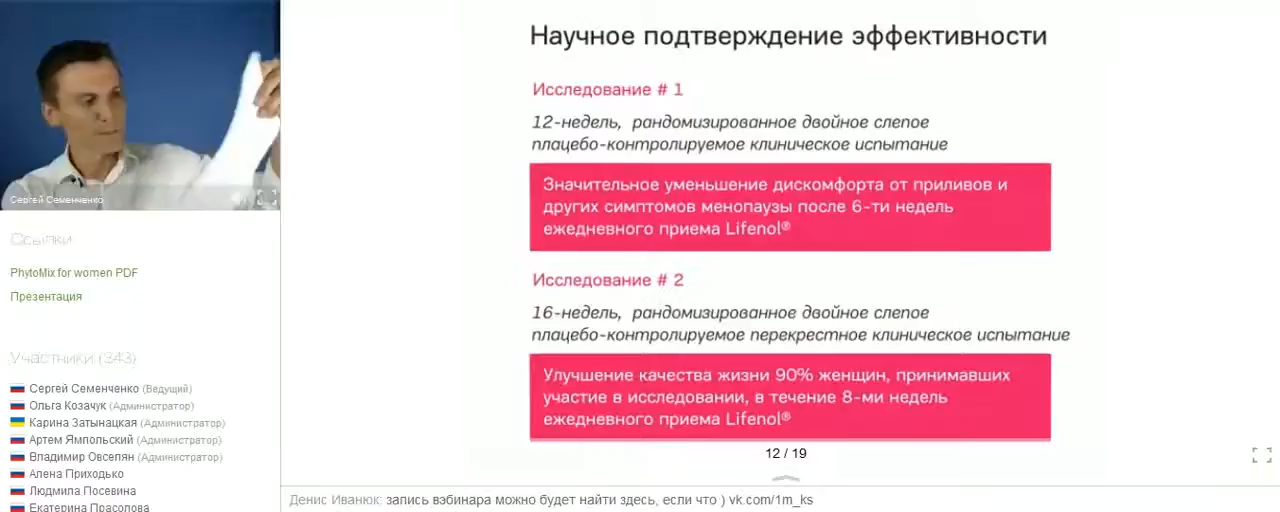 Сергей Семенченко
Ссылки
PhytoMix for women PDF
Презентация
Участники (343)
Сергей Семенченко (Ведущий)
Ольга Козачук (Администратор)
Карина Затынацкая (Администратор)
Артем Ямпольский (Администратор)
Владимир Овсепян (Администратор)
Алена Приходько
Людмила Посевина
Екатерина Прасолова
Научное подтверждение эффективности
Исследование # 1
12-недель, рандомизированное двойное слепое
плацебо-контролируемое клиническое испытание
Значительное уменьшение дискомфорта от приливов и
других симптомов менопаузы после 6-ти недель
ежедневного приема Lifenol®
Исследование # 2
16-недель, рандомизированное двойное слепое
плацебо-контролируемое перекрестное клиническое испытание
Улучшение качества жизни 90% женщин, принимавших
участие в исследовании, в течение 8-ми недель
ежедневного приема Lifenol®
12 / 19
Денис Иванюк: запись вэбинара можно будет найти здесь, если что ) vk.com/1m_ks